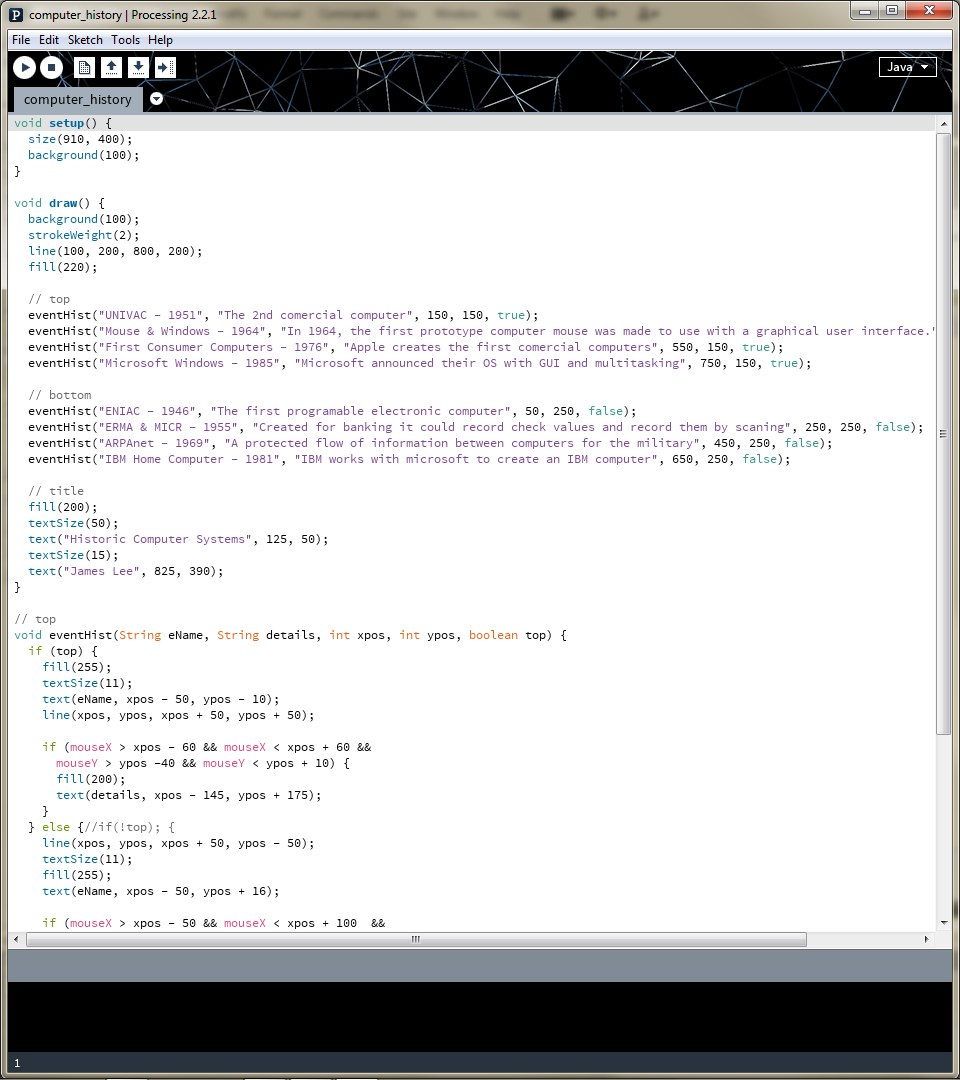 computer_history | Processing 2.2.1
File Edit Sketch Tools Help
Java
computer_history
void setup() {
  size(910, 400);
  background(100);
}

void draw() {
  background(100);
  strokeWeight(2);
  line(100, 200, 800, 200);
  fill(220);

  // top
  eventHist("UNIVAC - 1951", "The 2nd comercial computer", 150, 150, true);
  eventHist("Mouse & Windows - 1964", "In 1964, the first prototype computer mouse was made to use with a graphical user interface."
  eventHist("First Consumer Computers - 1976", "Apple creates the first comercial computers", 550, 150, true);
  eventHist("Microsoft Windows - 1985", "Microsoft announced their OS with GUI and multitasking", 750, 150, true);

  // bottom
  eventHist("ENIAC - 1946", "The first programable electronic computer", 50, 250, false);
  eventHist("ERMA & MICR - 1955", "Created for banking it could record check values and record them by scaning", 250, 250, false);
  eventHist("ARPAnet - 1969", "A protected flow of information between computers for the military", 450, 250, false);
  eventHist("IBM Home Computer - 1981", "IBM works with microsoft to create an IBM computer", 650, 250, false);

  // title
  fill(200);
  textSize(50);
  text("Historic Computer Systems", 125, 50);
  textSize(15);
  text("James Lee", 825, 390);
}

// top
void eventHist(String eName, String details, int xpos, int ypos, boolean top) {
  if (top) {
    fill(255);
    textSize(11);
    text(eName, xpos - 50, ypos - 10);
    line(xpos, ypos, xpos + 50, ypos + 50);

    if (mouseX > xpos - 60 && mouseX < xpos + 60 &&
      mouseY > ypos -40 && mouseY < ypos + 10) {
      fill(200);
      text(details, xpos - 145, ypos + 175);
    }
  } else {//if(!top); {
    line(xpos, ypos, xpos + 50, ypos - 50);
    textSize(11);
    fill(255);
    text(eName, xpos - 50, ypos + 16);

    if (mouseX > xpos - 50 && mouseX < xpos + 100  &&
1